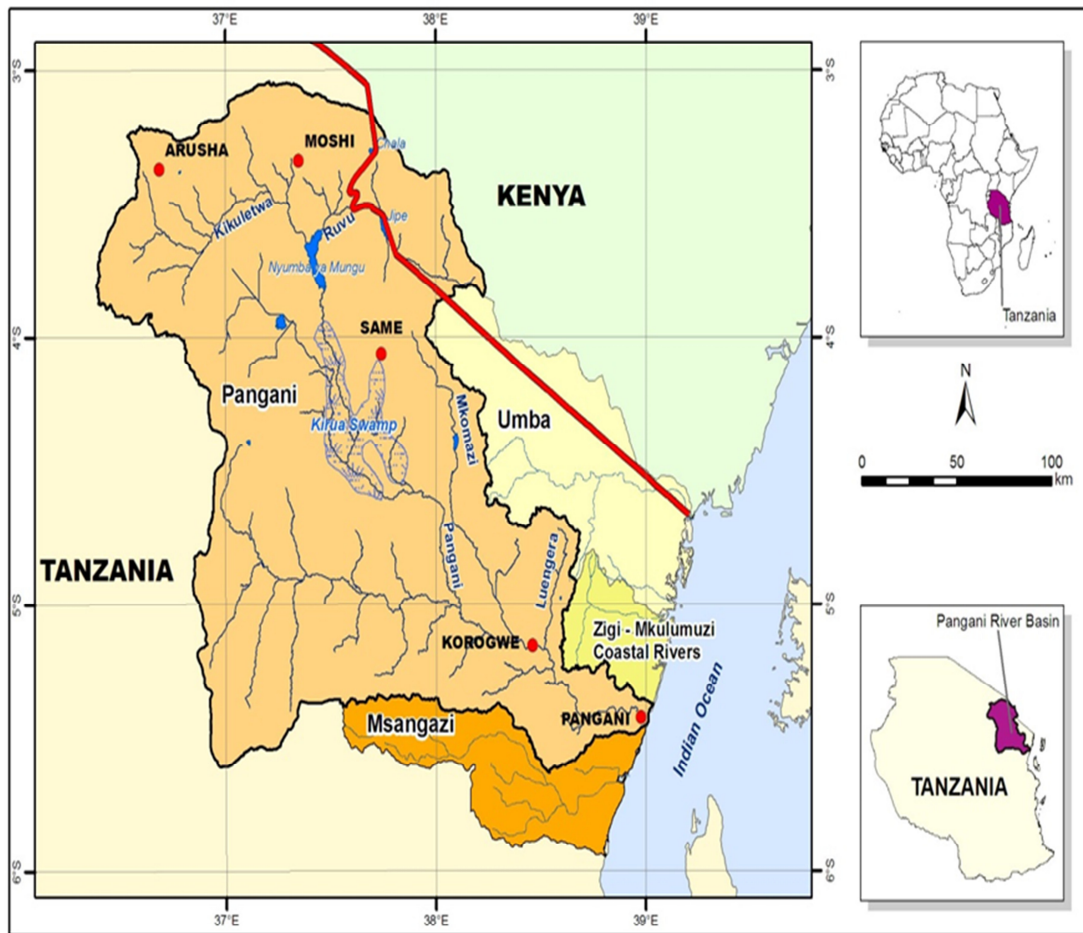 37°E
38°E
39°E
3°S
3°S
ARUSHA
MOSHI
Chala
KENYA
Kikuletwa
Ruvu
Jipe
Nyumba ya Mungu
SAME
4°S
4°S
Pangani
Kirua Swamp
Mkomazi
Umba
TANZANIA
Pangani
Luengera
5°S
5°S
KOROGWE
Zigi - Mkulumuzi
Coastal Rivers
Msangazi
PANGANI
Indian Ocean
6°S
6°S
37°E
38°E
39°E
Tanzania
N
0
50
100
km
Pangani River Basin
TANZANIA